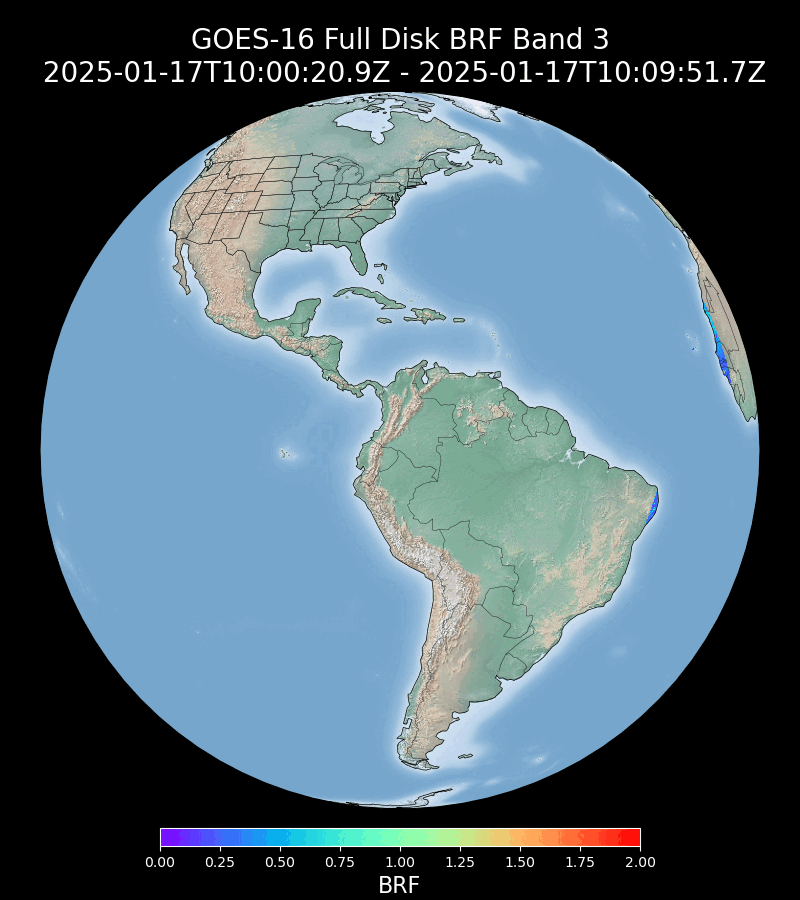 GOES-16 Full Disk BRF Band 3
2025-01-17T10:00:20.9Z - 2025-01-17T10:09:51.7Z
0.00 0.25 0.50 0.75 1.00 1.25 1.50 1.75 2.00
BRF